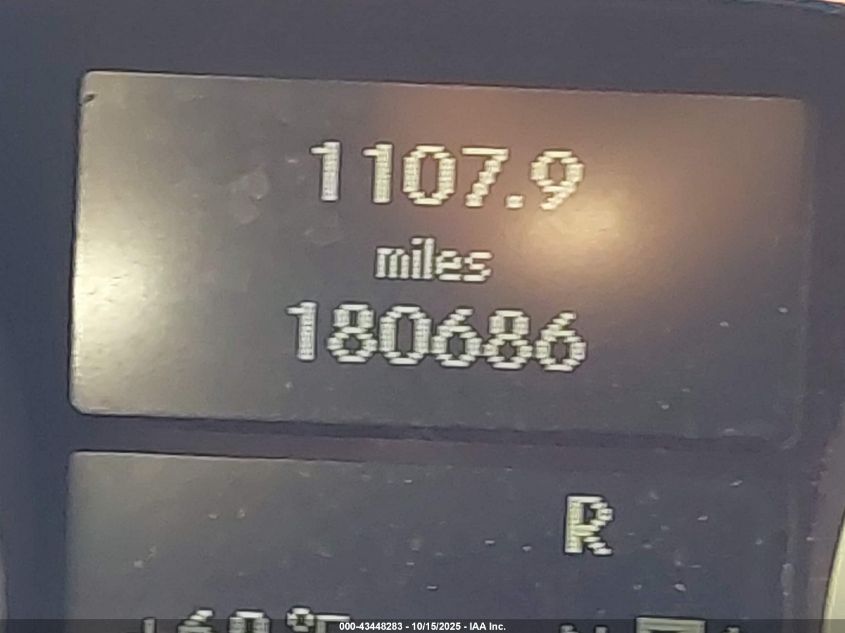 1107.9
miles
180686
R
000-43448283 - 10/15/2025 - IAA Inc.